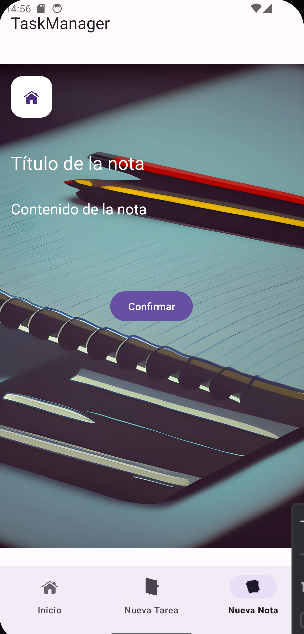 14:56
TaskManager
Título de la nota
Contenido de la nota
Confirmar
Inicio
Nueva Tarea
Nueva Nota